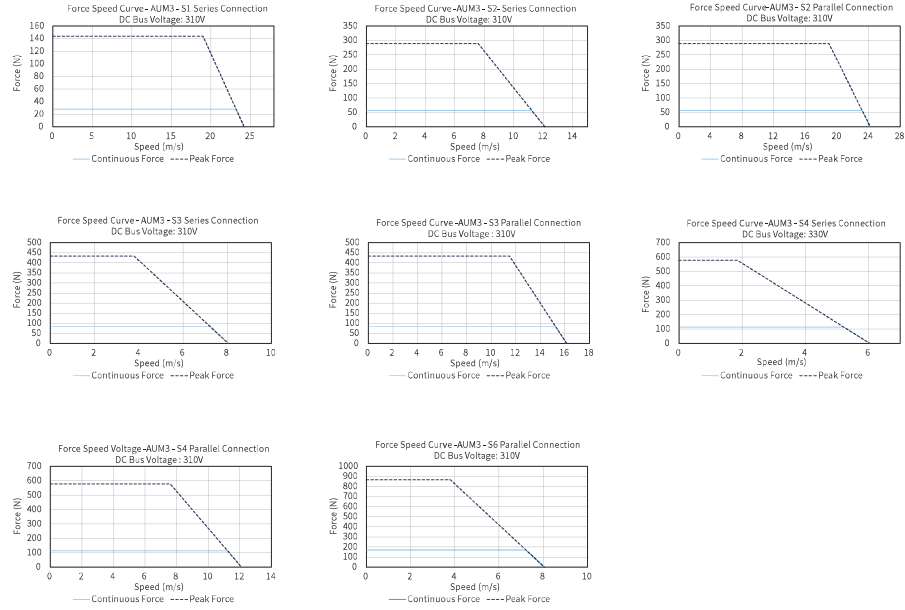 Force Speed Curve- AUM3 - S1 Series Connection
DC Bus Voltage: 310V
160
140
120
100
80
60
40
20
0
Force (N)
0 5 10 15 20 25
Speed (m/s)
Continuous Force Peak Force
Force Speed Curve -AUM3 - S2- Series Connection
DC Bus Voltage: 310V
350
300
250
200
150
100
50
0
Force (N)
0 2 4 6 8 10 12 14
Speed (m/s)
Continuous Force Peak Force
Force Speed Curve-AUM3 - S2 Parallel Connection
DC Bus Voltage: 310V
350
300
250
200
150
100
50
0
Force (N)
0 4 8 12 16 20 24 28
Speed (m/s)
Continuous Force Peak Force
Force Speed Curve - AUM3 - S3 Series Connection
DC Bus Voltage: 310V
500
450
400
350
300
250
200
150
100
50
0
Force (N)
0 2 4 6 8 10
Speed (m/s)
Continuous Force Peak Force
Force Speed Curve-AUM3 - S3 Parallel Connection
DC Bus Voltage : 310V
500
450
400
350
300
250
200
150
100
50
0
Force (N)
0 2 4 6 8 10 12 14 16 18
Speed (m/s)
Continuous Force Peak Force
Force Speed Curve-AUM3 - S4 Series Connection
DC Bus Voltage: 330V
700
600
500
400
300
200
100
0
Force (N)
0 2 4 6
Speed (m/s)
Continuous Force Peak Force
Force Speed Voltage -AUM3 - S4 Parallel Connection
DC Bus Voltage : 310V
700
600
500
400
300
200
100
0
Force (N)
0 2 4 6 8 10 12 14
Speed (m/s)
Continuous Force Peak Force
Force Speed Curve-AUM3 - S6 Parallel Connection
DC Bus Voltage: 310V
1000
900
800
700
600
500
400
300
200
100
0
Force (N)
0 2 4 6 8 10
Speed (m/s)
Continuous Force Peak Force